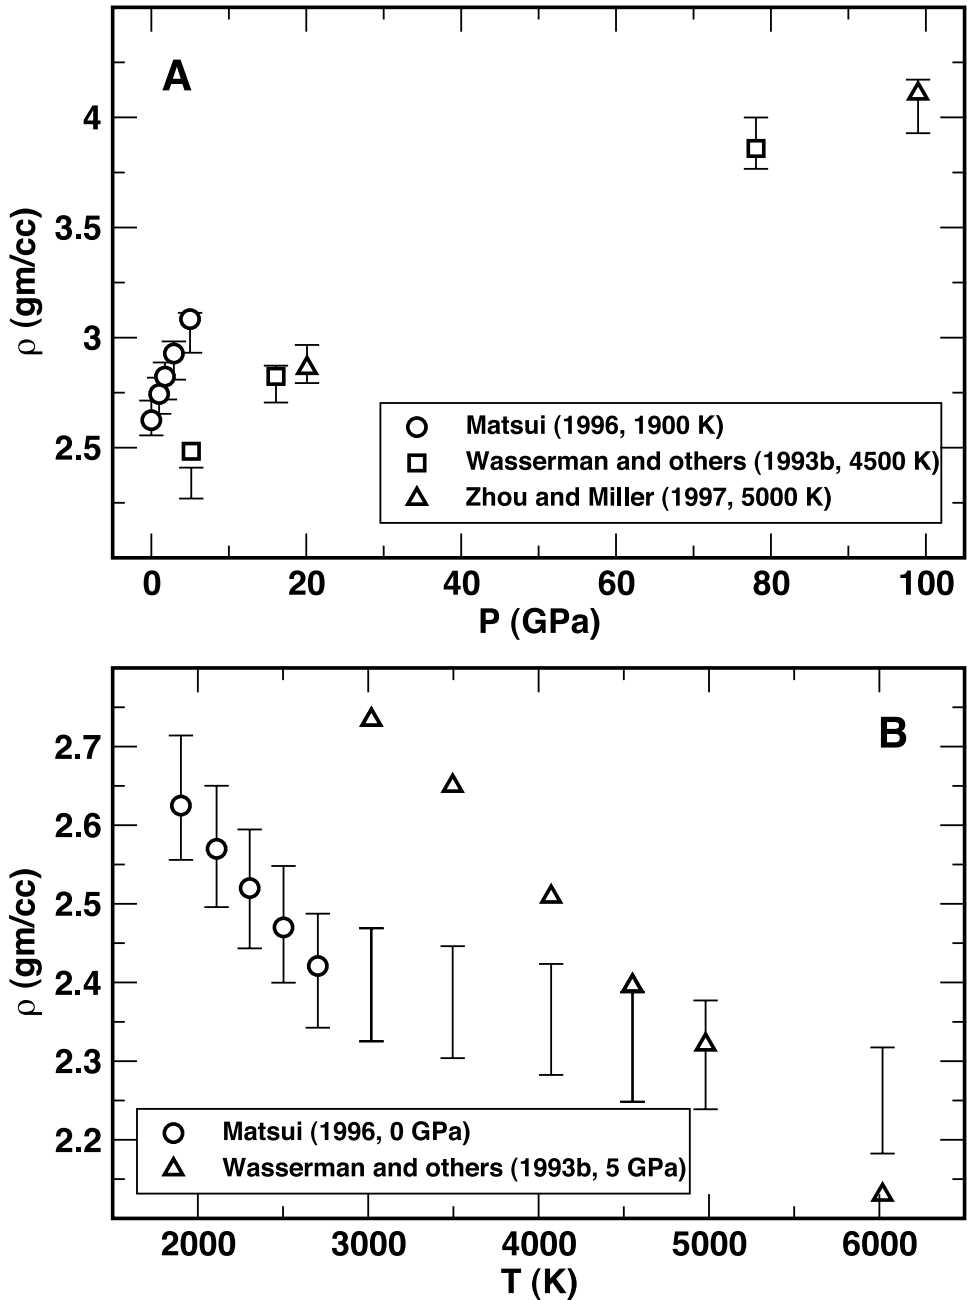 A
4
3.5
3
2.5
ρ (gm/cc)
Matsui (1996, 1900 K)
Wasserman and others (1993b, 4500 K)
Zhou and Miller (1997, 5000 K)
0 20 40 60 80 100
P (GPa)
B
2.7
2.6
2.5
2.4
2.3
2.2
ρ (gm/cc)
Matsui (1996, 0 GPa)
Wasserman and others (1993b, 5 GPa)
2000 3000 4000 5000 6000
T (K)